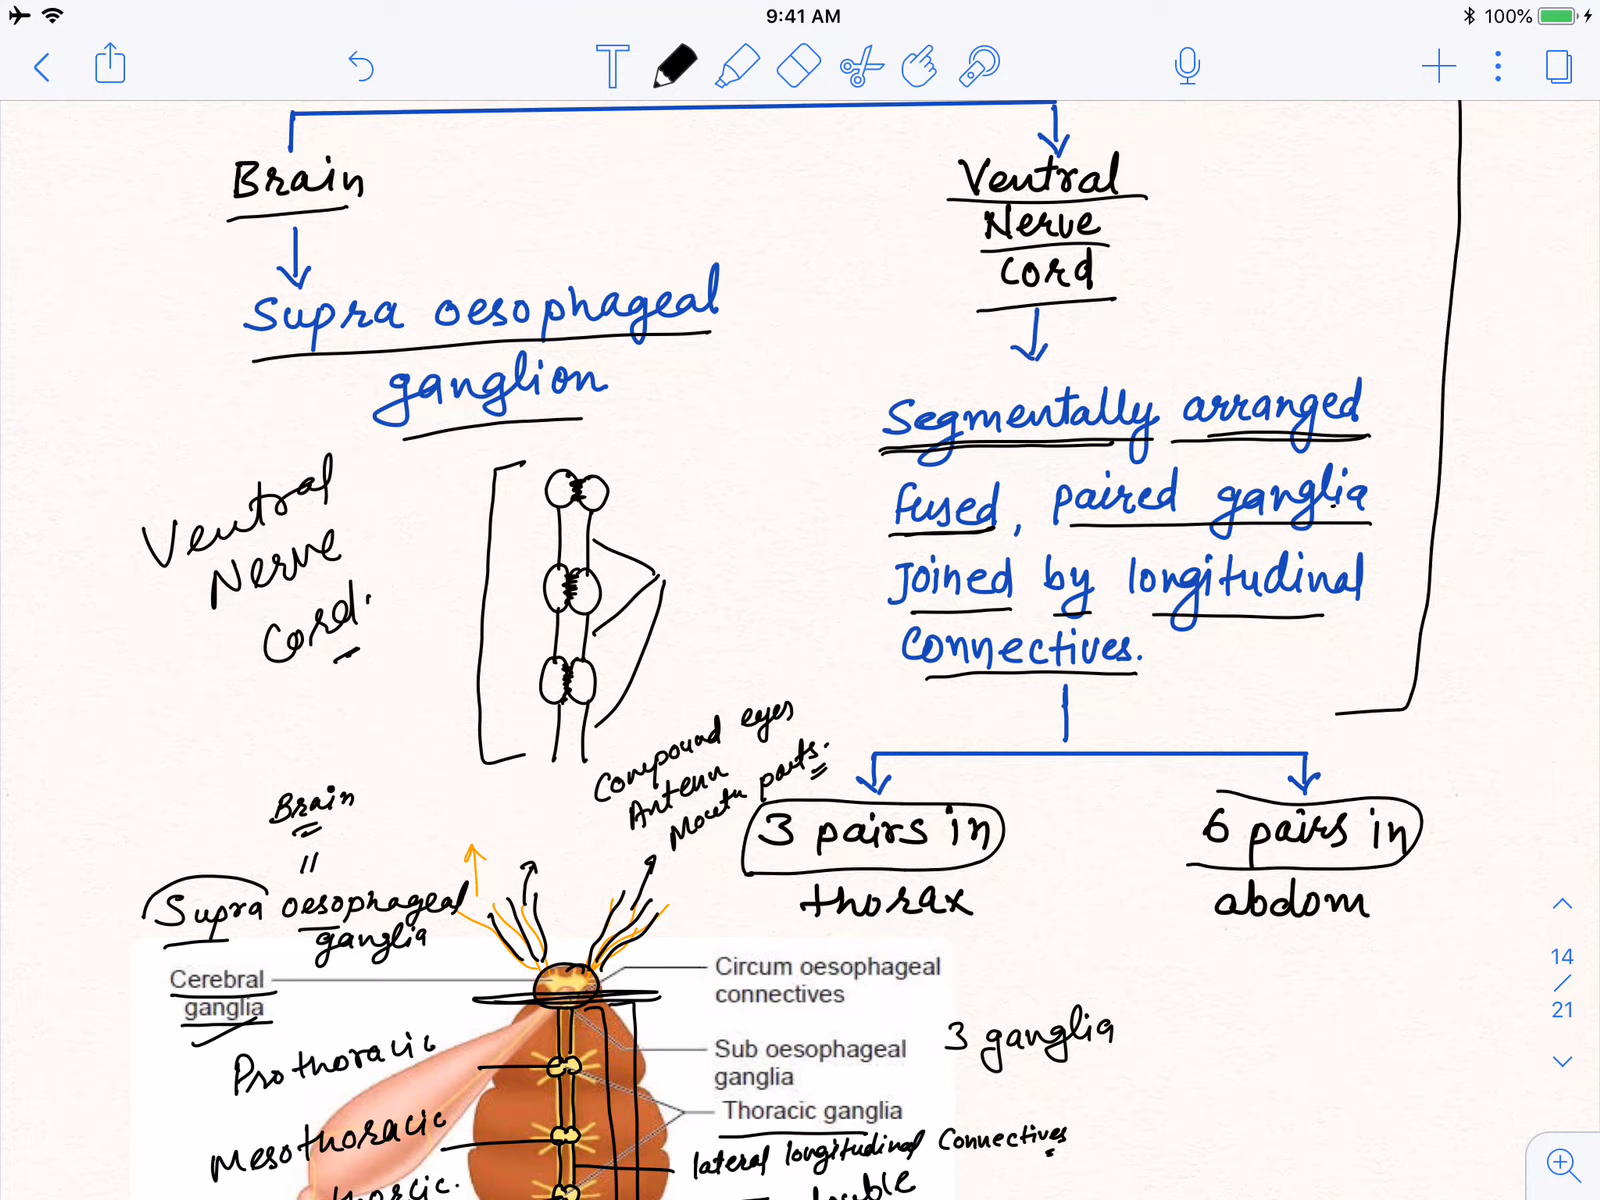 9:41 AM
100%
T
Brain
Supra oesophageal
ganglion
Ventral
Nerve
Cord
Segmentally arranged
fused, paired ganglia
Joined by longitudinal
Connectives.
3 pairs in
thorax
6 pairs in
abdom
Ventral
Nerve
Cord.
Compound eyes
Antenn
Mouth parts.
Brain
Supra oesophageal
ganglia
Cerebral
ganglia
Circum oesophageal
connectives
Sub oesophageal
ganglia
3 ganglia
Thoracic ganglia
Prothoracic
Mesothoracic
lateral longitudinal Connectives
14
/
21